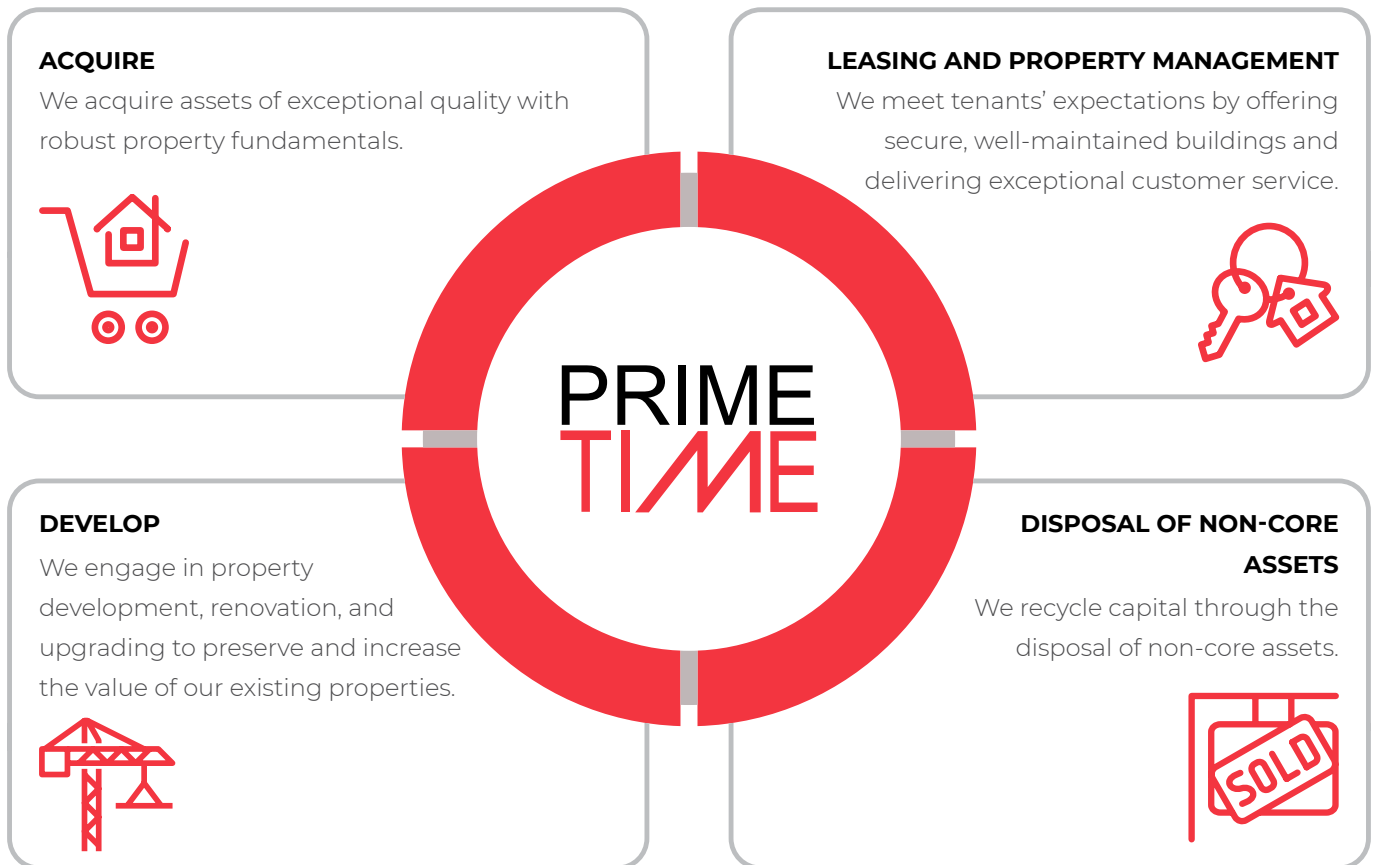 ACQUIRE
We acquire assets of exceptional quality with
robust property fundamentals.
LEASING AND PROPERTY MANAGEMENT
We meet tenants’ expectations by offering
secure, well-maintained buildings and
delivering exceptional customer service.
PRIME
TIME
DEVELOP
We engage in property
development, renovation, and
upgrading to preserve and increase
the value of our existing properties.
DISPOSAL OF NON-CORE
ASSETS
We recycle capital through the
disposal of non-core assets.
SOLD